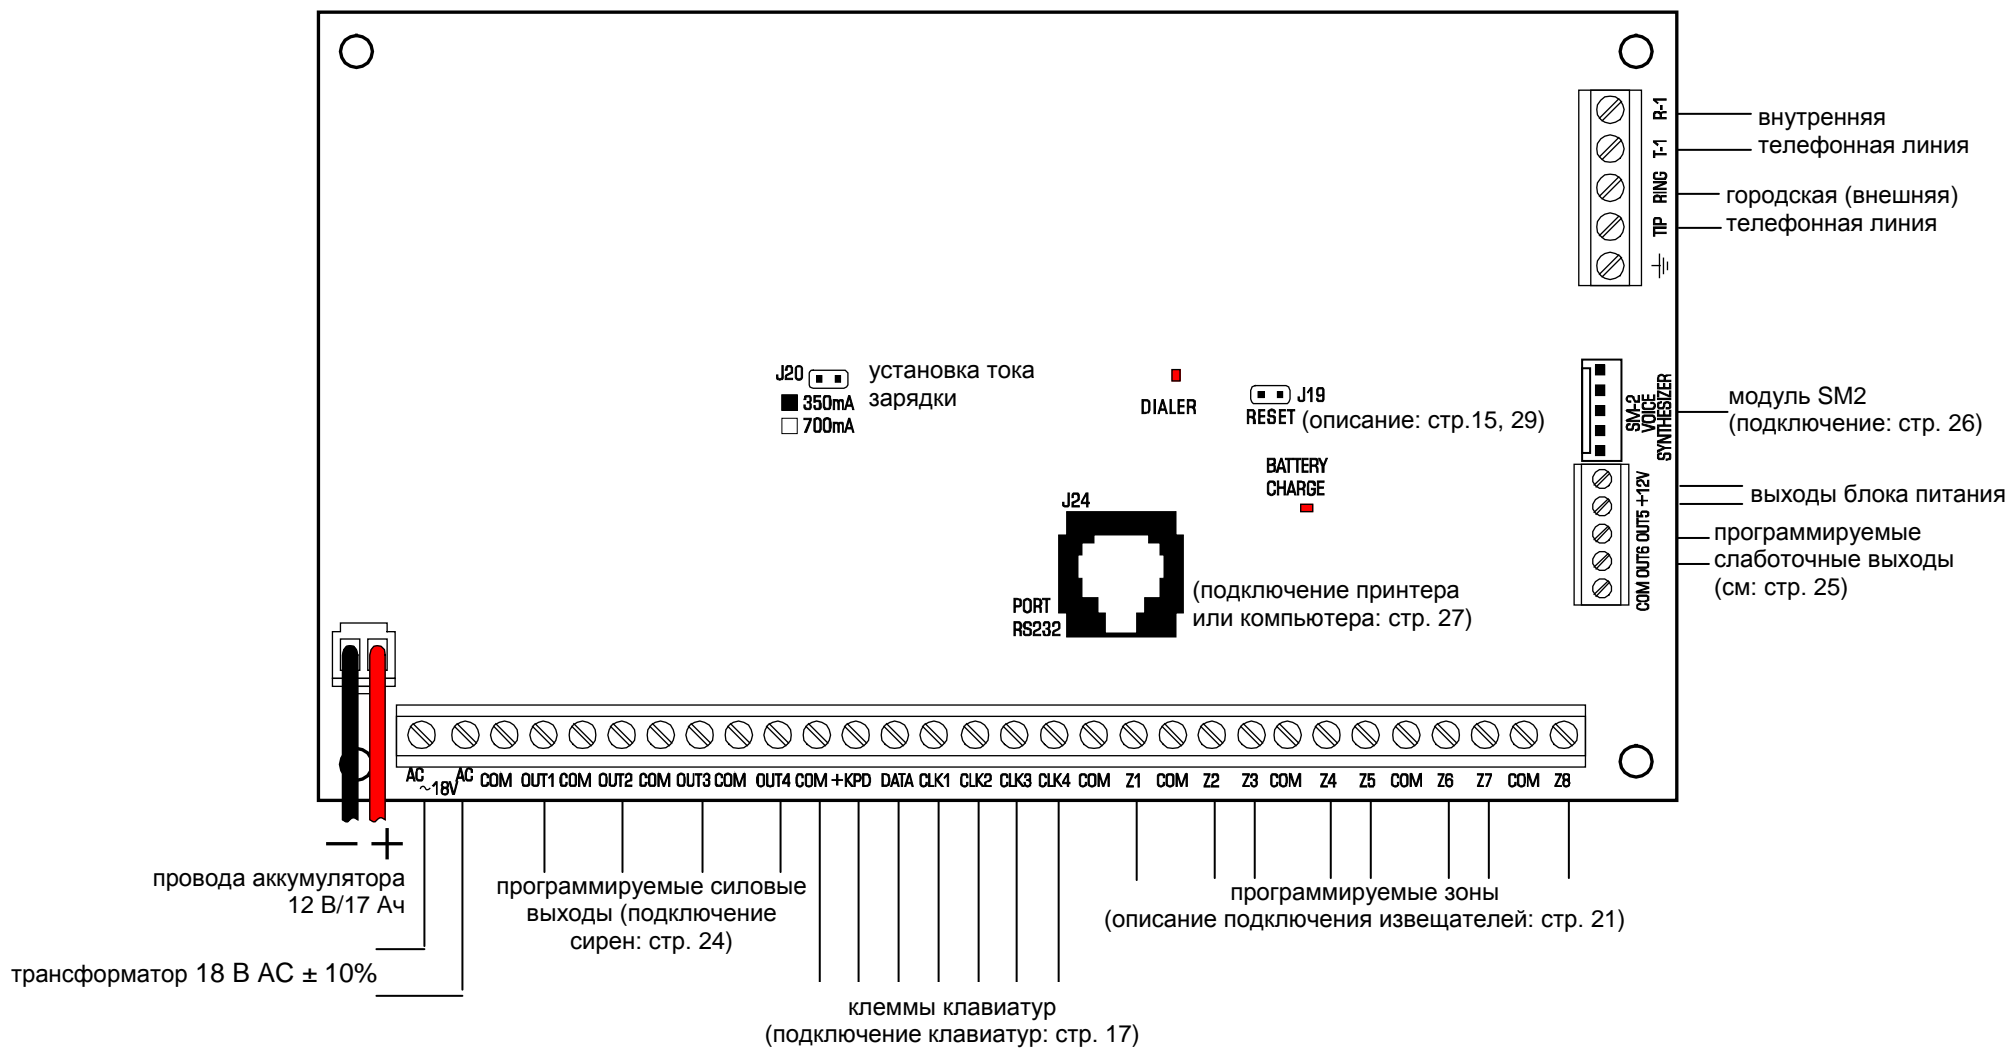 R-1
T-1
RING
TIP
внутренняя
телефонная линия
городская (внешняя)
телефонная линия
J20
350mA
700mA
установка тока
зарядки
DIALER
J19
RESET
(описание: стр.15, 29)
BATTERY
CHARGE
SM-2
VOICE
SYNTHESIZER
модуль SM2
(подключение: стр. 26)
COM OUT6 OUT5 +12V
выходы блока питания
программируемые
слаботочные выходы
(см: стр. 25)
J24
PORT
RS232
(подключение принтера
или компьютера: стр. 27)
AC ~18V AC COM OUT1 COM OUT2 COM OUT3 COM OUT4 COM +KPD DATA CLK1 CLK2 CLK3 CLK4 COM Z1 COM Z2 Z3 COM Z4 Z5 COM Z6 Z7 COM Z8
— +
провода аккумулятора
12 В/17 Ач
трансформатор 18 В АС ± 10%
программируемые силовые
выходы (подключение
сирен: стр. 24)
клеммы клавиатур
(подключение клавиатур: стр. 17)
программируемые зоны
(описание подключения извещателей: стр. 21)